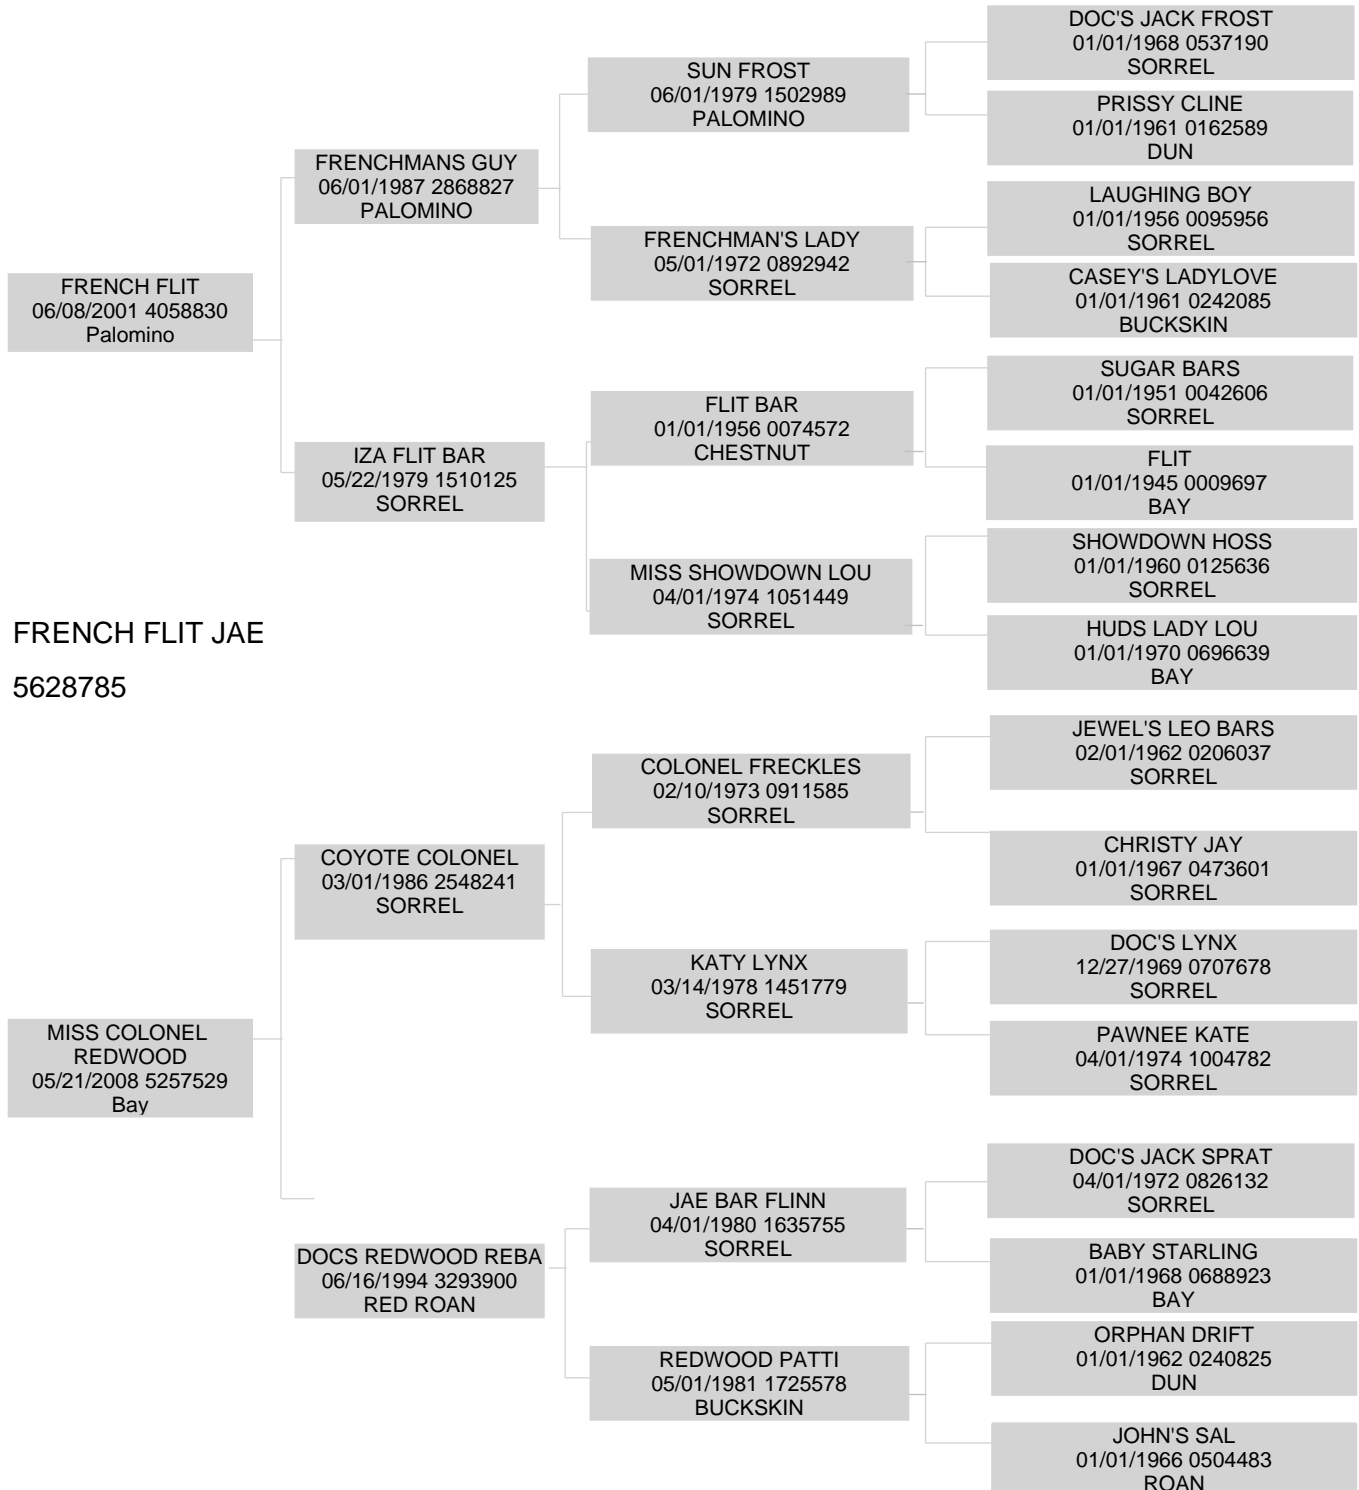 FRENCH FLIT JAE
5628785
FRENCH FLIT
06/08/2001 4058830
Palomino
MISS COLONEL
REDWOOD
05/21/2008 5257529
Bay
FRENCHMANS GUY
06/01/1987 2868827
PALOMINO
IZA FLIT BAR
05/22/1979 1510125
SORREL
COYOTE COLONEL
03/01/1986 2548241
SORREL
DOCS REDWOOD REBA
06/16/1994 3293900
RED ROAN
SUN FROST
06/01/1979 1502989
PALOMINO
FRENCHMAN'S LADY
05/01/1972 0892942
SORREL
FLIT BAR
01/01/1956 0074572
CHESTNUT
MISS SHOWDOWN LOU
04/01/1974 1051449
SORREL
COLONEL FRECKLES
02/10/1973 0911585
SORREL
KATY LYNX
03/14/1978 1451779
SORREL
JAE BAR FLINN
04/01/1980 1635755
SORREL
REDWOOD PATTI
05/01/1981 1725578
BUCKSKIN
DOC'S JACK FROST
01/01/1968 0537190
SORREL
PRISSY CLINE
01/01/1961 0162589
DUN
LAUGHING BOY
01/01/1956 0095956
SORREL
CASEY'S LADYLOVE
01/01/1961 0242085
BUCKSKIN
SUGAR BARS
01/01/1951 0042606
SORREL
FLIT
01/01/1945 0009697
BAY
SHOWDOWN HOSS
01/01/1960 0125636
SORREL
HUDS LADY LOU
01/01/1970 0696639
BAY
JEWEL'S LEO BARS
02/01/1962 0206037
SORREL
CHRISTY JAY
01/01/1967 0473601
SORREL
DOC'S LYNX
12/27/1969 0707678
SORREL
PAWNEE KATE
04/01/1974 1004782
SORREL
DOC'S JACK SPRAT
04/01/1972 0826132
SORREL
BABY STARLING
01/01/1968 0688923
BAY
ORPHAN DRIFT
01/01/1962 0240825
DUN
JOHN'S SAL
01/01/1966 0504483
ROAN